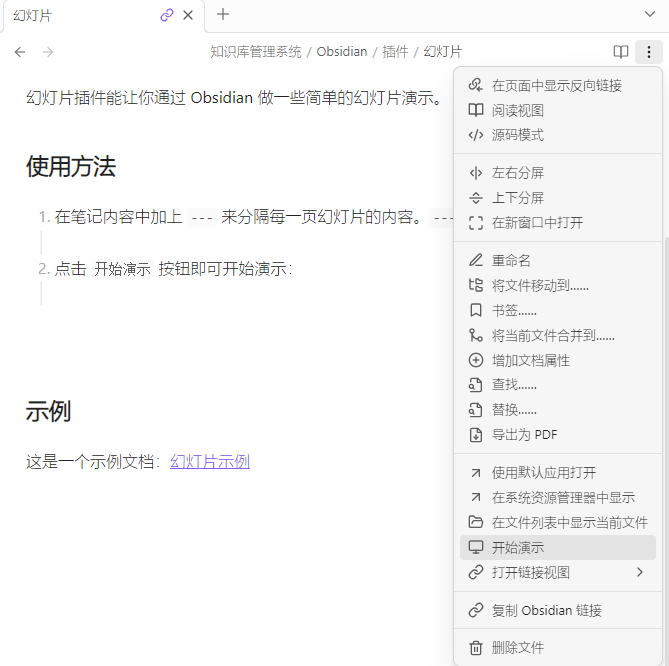 幻灯片
知识库管理系统 / Obsidian / 插件 / 幻灯片
幻灯片插件能让你通过 Obsidian 做一些简单的幻灯片演示。
使用方法
1. 在笔记内容中加上 --- 来分隔每一页幻灯片的内容。 ---
2. 点击 开始演示 按钮即可开始演示：
示例
这是一个示例文档：幻灯片示例
在页面中显示反向链接
阅读视图
源码模式
左右分屏
上下分屏
在新窗口中打开
重命名
将文件移动到......
书签......
将当前文件合并到......
增加文档属性
查找......
替换......
导出为 PDF
使用默认应用打开
在系统资源管理器中显示
在文件列表中显示当前文件
开始演示
打开链接视图
复制 Obsidian 链接
删除文件